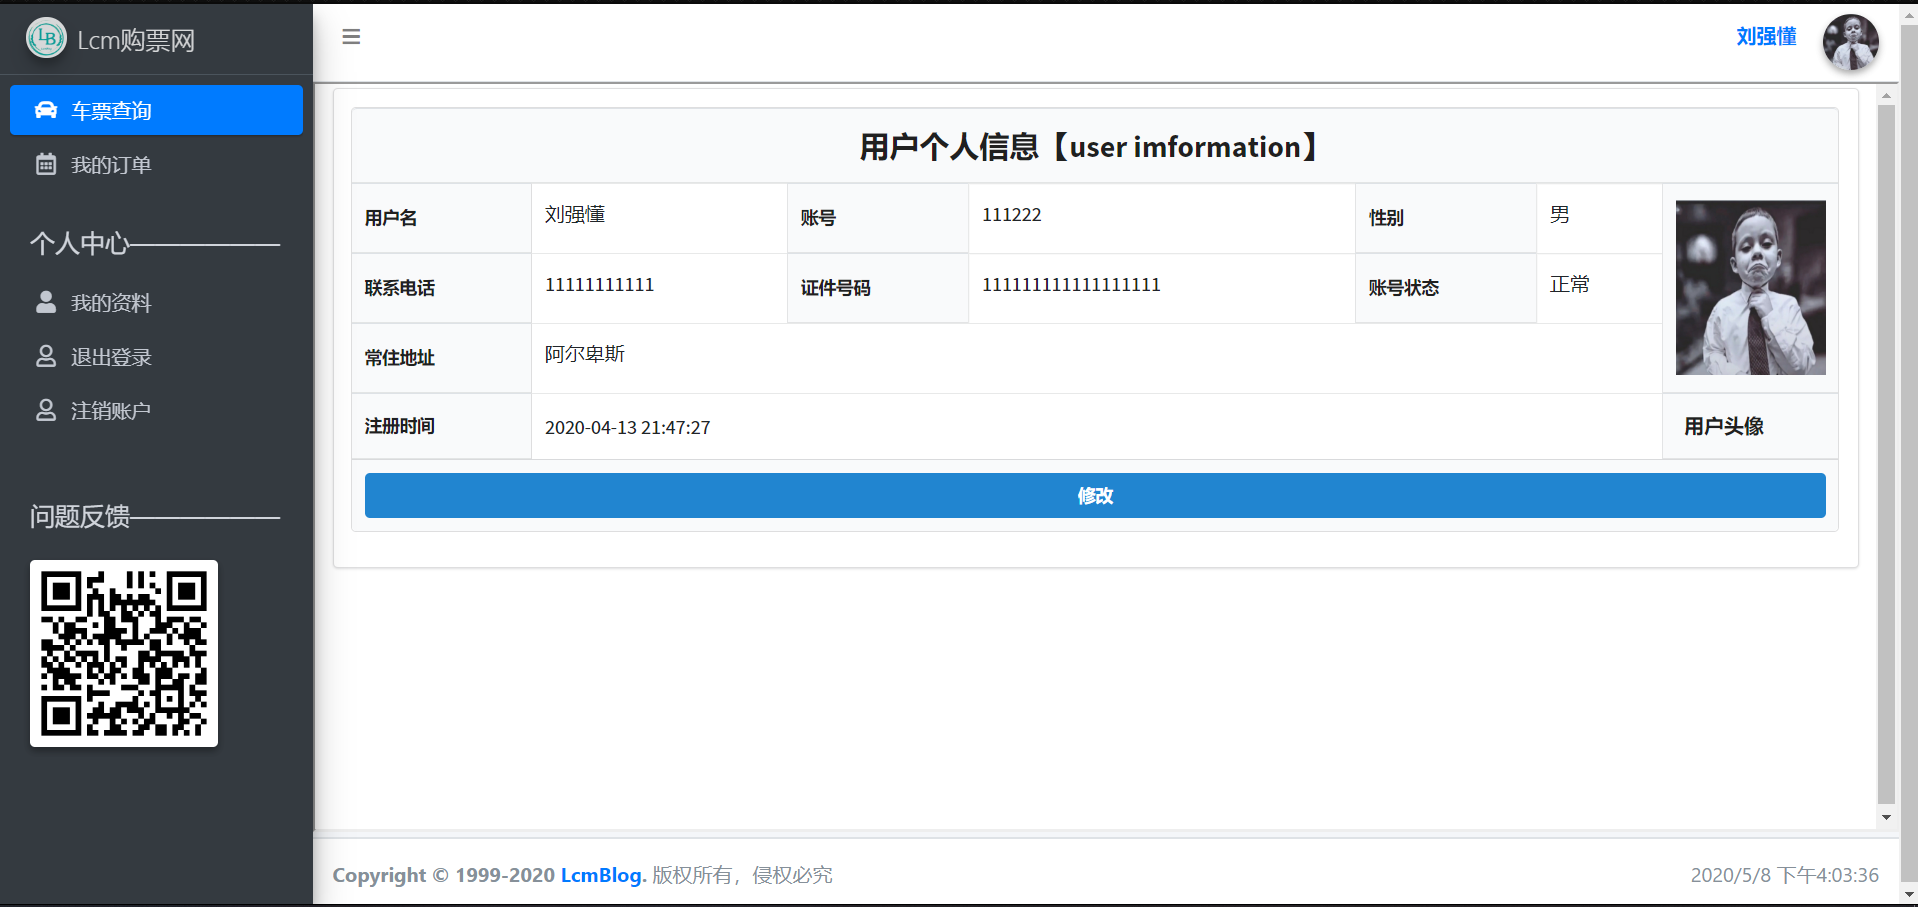 Lcm购票网
车票查询
我的订单
个人中心——————
我的资料
退出登录
注销账户
问题反馈——————
刘强懂
用户个人信息【user imformation】
用户名 刘强懂 账号 111222 性别 男
联系电话 11111111111 证件号码 111111111111111111 账号状态 正常
常住地址 阿尔卑斯
注册时间 2020-04-13 21:47:27 用户头像
修改
Copyright © 1999-2020 LcmBlog. 版权所有，侵权必究 2020/5/8 下午4:03:36